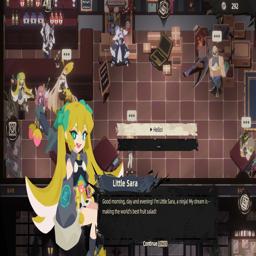 292
Hello!
Little Sara
Good morning, day and evening! I'm Little Sara, a ninja! My dream is -
making the world's best fruit salad!
Continue